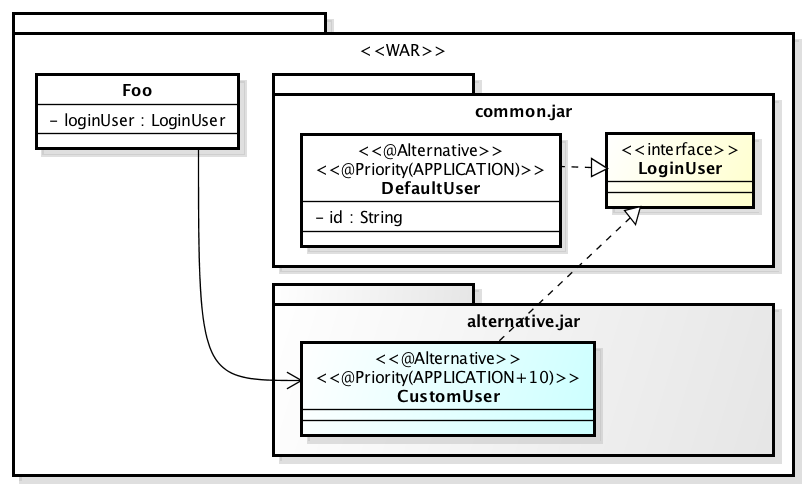 <<WAR>>
Foo
- loginUser : LoginUser
common.jar
<<@Alternative>>
<<@Priority(APPLICATION)>>
DefaultUser
- id : String
<<interface>>
LoginUser
alternative.jar
<<@Alternative>>
<<@Priority(APPLICATION+10)>>
CustomUser